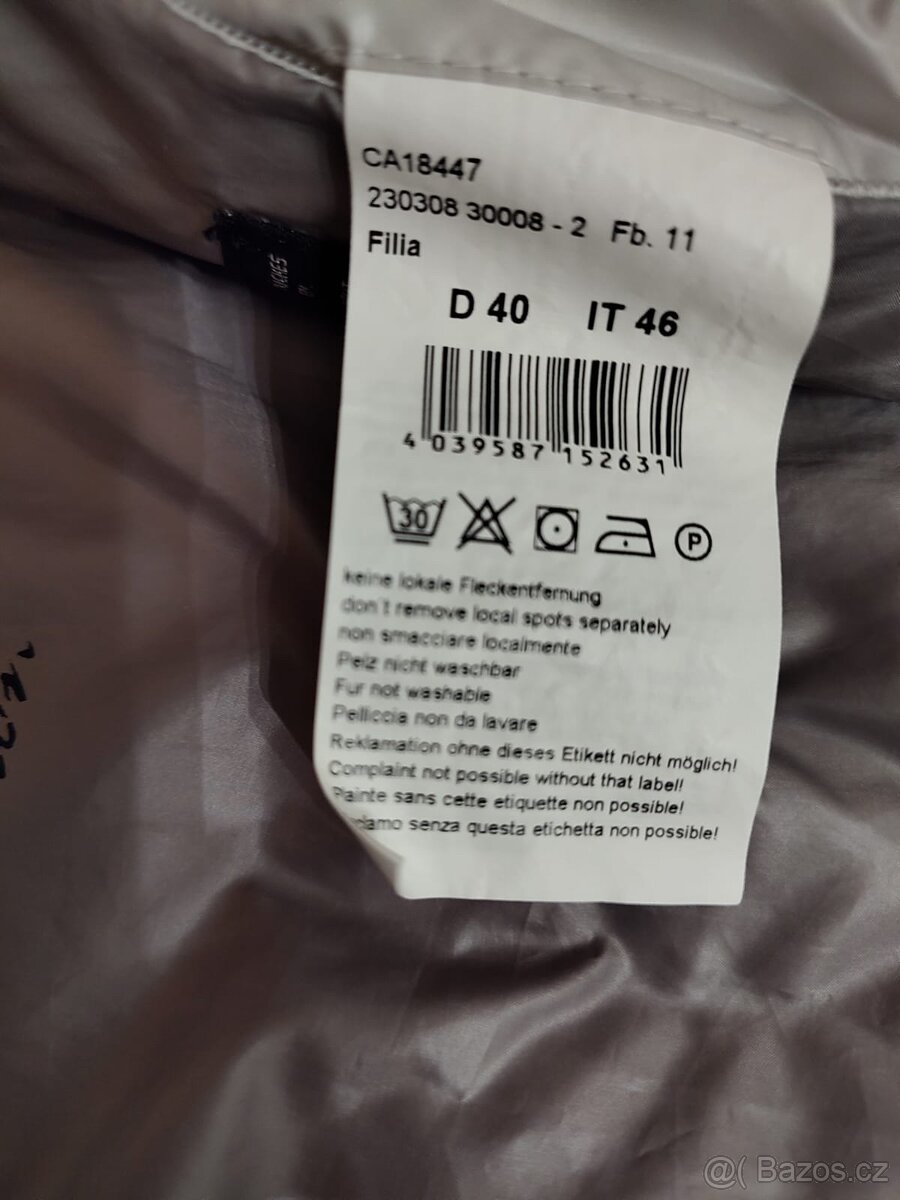 CA18447
230308 30008 - 2 Fb. 11
Filia
D 40 IT 46
4 039587 152631
30
P
keine lokale Fleckentfernung
don't remove local spots separately
non smacciare localmente
Pelz nicht waschbar
Fur not washable
Pelliccia non da lavare
Reklamation ohne dieses Etikett nicht möglich!
Complaint not possible without that label!
Plainte sans cette etiquette non possible!
senza questa etichetta non possible!
@( Bazos.cz